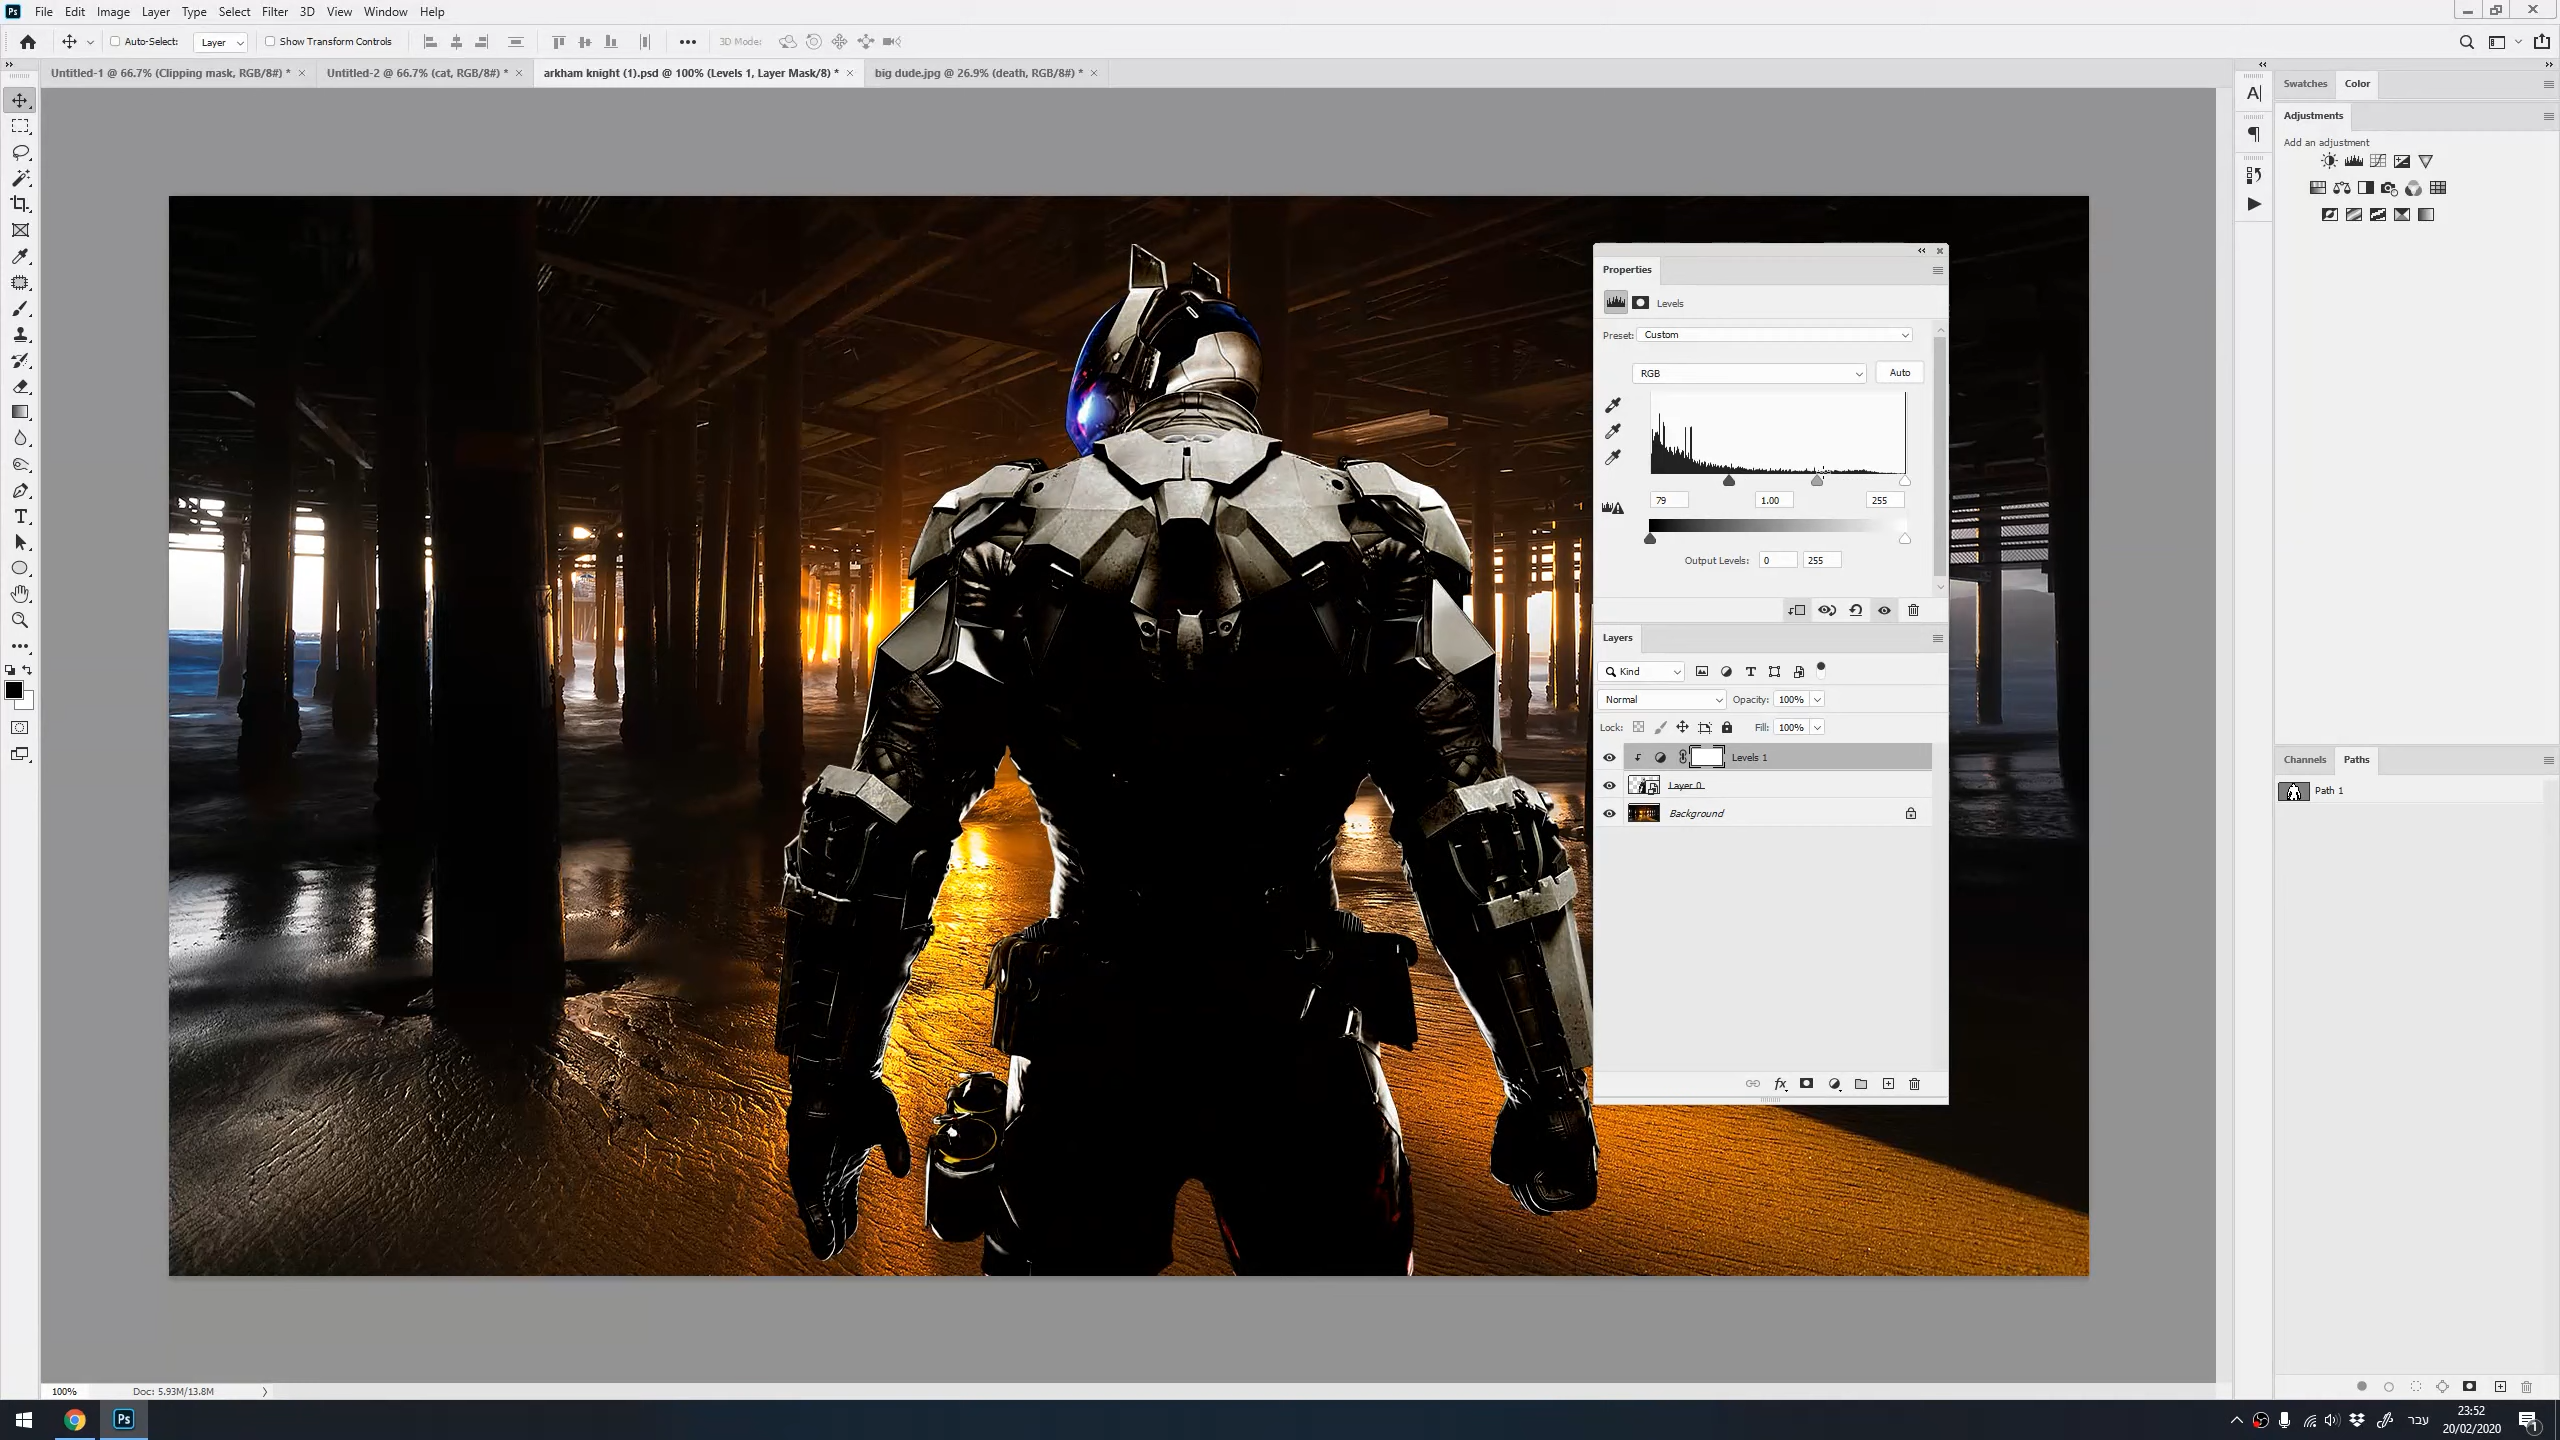 Ps File Edit Image Layer Type Select Filter 3D View Window Help
Auto-Select: Layer Show Transform Controls 3D Mode:
Untitled-1 @ 66.7% (Clipping mask, RGB/8#) * Untitled-2 @ 66.7% (cat, RGB/8#) * arkham knight (1).psd @ 100% (Levels 1, Layer Mask/8) * big dude.jpg @ 26.9% (death, RGB/8#) *
Swatches Color
Adjustments
Add an adjustment
Properties
Levels
Preset: Custom
RGB Auto
79 1.00 255
Output Levels: 0 255
Layers
Kind
Normal Opacity: 100%
Lock: Fill: 100%
Levels 1
Layer 0
Background
Channels Paths
Path 1
100% Doc: 5.93M/13.8M
Ps
עבר
23:52
20/02/2020
1